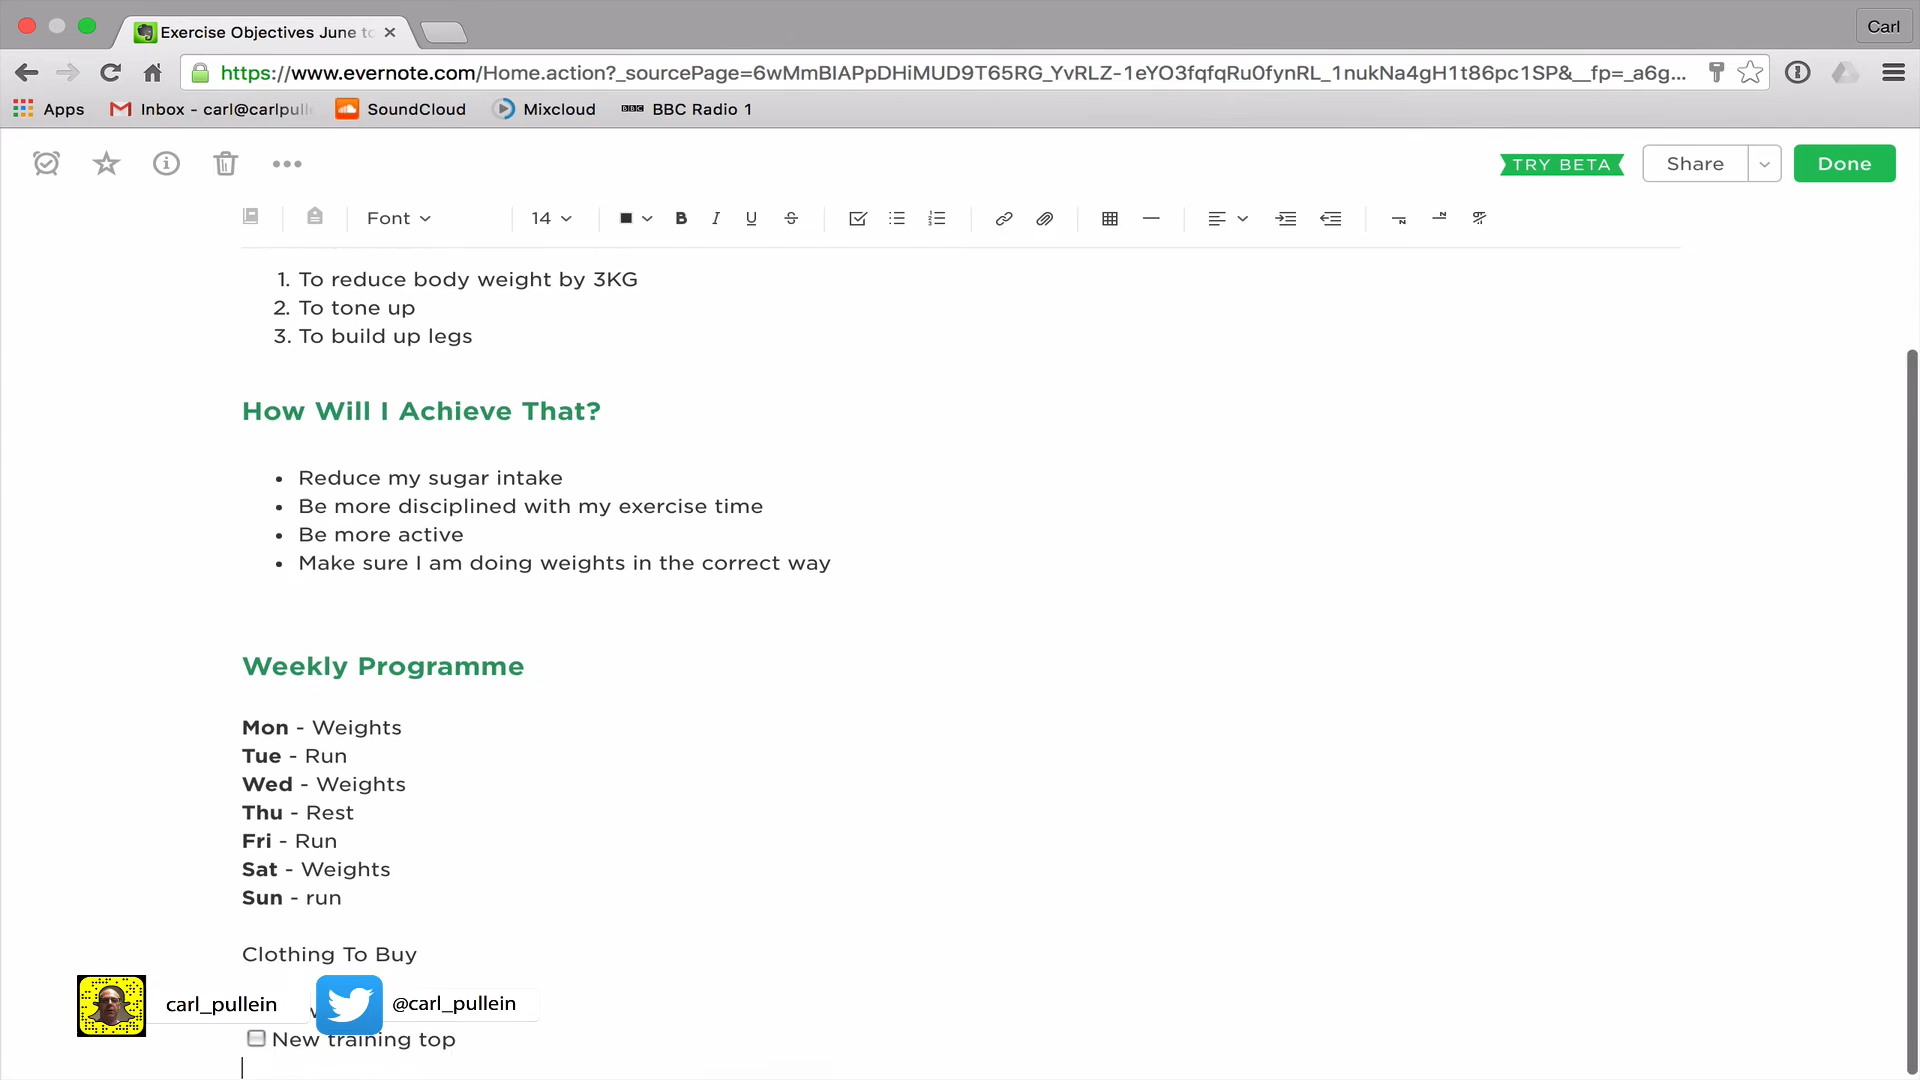 Exercise Objectives June to
Carl
https://www.evernote.com/Home.action?_sourcePage=6wMmBIAPpDHiMUD9T65RG_YvRLZ-1eYO3fqfqRu0fynRL_1nukNa4gH1t86pc1SP&__fp=_a6g...
Apps
Inbox - carl@carlpull
SoundCloud
Mixcloud
BBC Radio 1
TRY BETA
Share
Done
Font
14
B I U S
1. To reduce body weight by 3KG
2. To tone up
3. To build up legs
How Will I Achieve That?
• Reduce my sugar intake
• Be more disciplined with my exercise time
• Be more active
• Make sure I am doing weights in the correct way
Weekly Programme
Mon - Weights
Tue - Run
Wed - Weights
Thu - Rest
Fri - Run
Sat - Weights
Sun - run
Clothing To Buy
carl_pullein
@carl_pullein
New training top